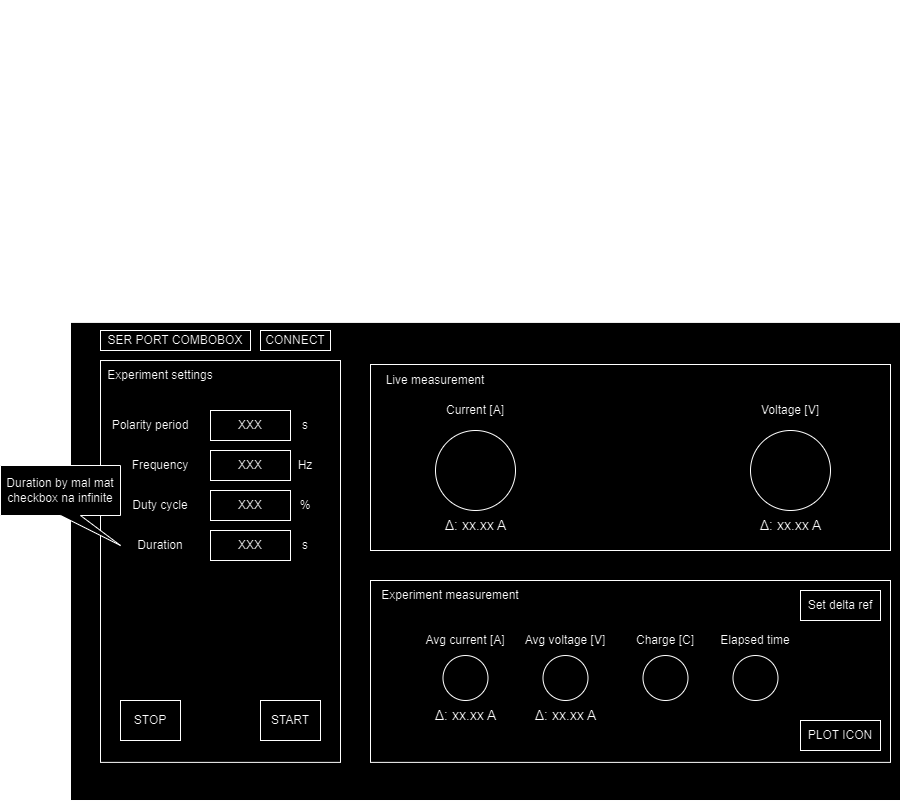 SER PORT COMBOBOX
CONNECT
Experiment settings
Polarity period
XXX
s
Frequency
XXX
Hz
Duration by mal mat
checkbox na infinite
Duty cycle
XXX
%
Duration
XXX
s
STOP
START
Live measurement
Current [A]
Voltage [V]
Δ: xx.xx A
Δ: xx.xx A
Experiment measurement
Set delta ref
Avg current [A]
Avg voltage [V]
Charge [C]
Elapsed time
Δ: xx.xx A
Δ: xx.xx A
PLOT ICON